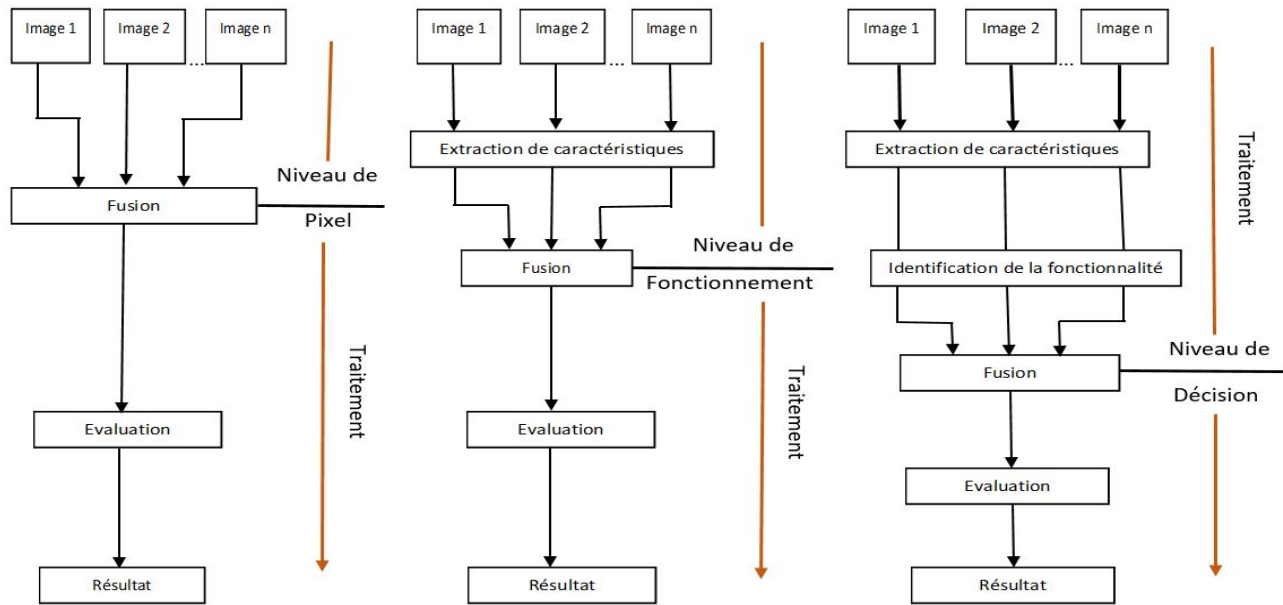 Image 1
Image 2
...
Image n
Niveau de
Pixel
Fusion
Traitement
Evaluation
Résultat
Image 1
Image 2
...
Image n
Extraction de caractéristiques
Niveau de
Fonctionnement
Fusion
Traitement
Evaluation
Résultat
Image 1
Image 2
...
Image n
Traitement
Extraction de caractéristiques
Identification de la fonctionnalité
Niveau de
Décision
Fusion
Evaluation
Résultat